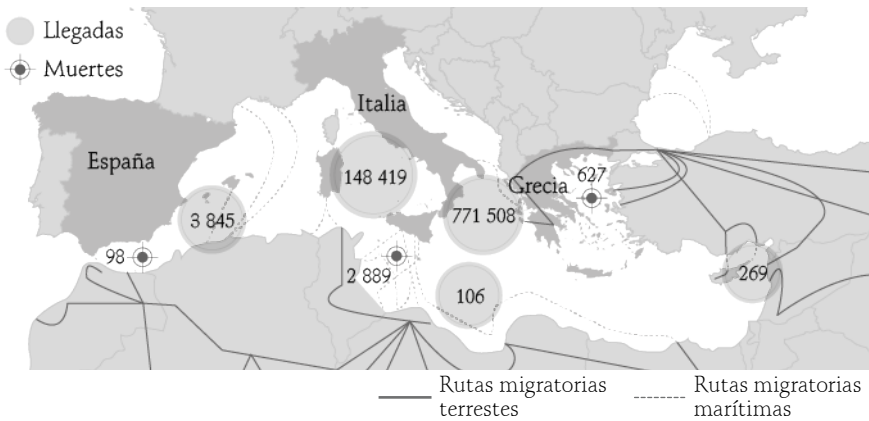 Llegadas
Muertes
Italia
España
Grecia
627
148 419
3 845
771 508
98
2 889
106
269
Rutas migratorias
terrestes
Rutas migratorias
marítimas